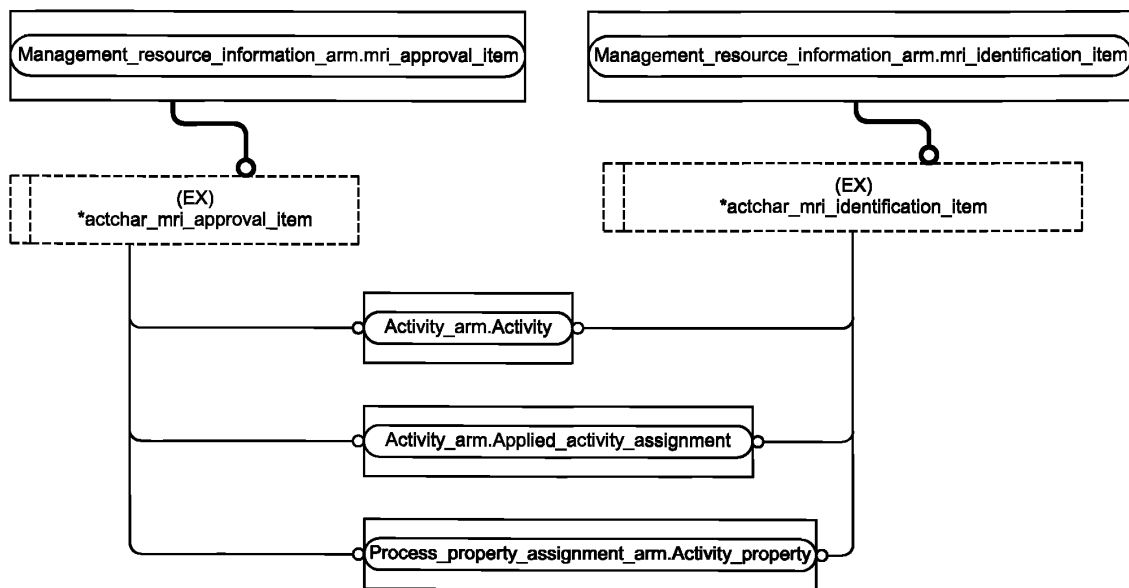 Management_resource_information_arm.mri_approval_item
Management_resource_information_arm.mri_identification_item
(EX)
*actchar_mri_approval_item
(EX)
*actchar_mri_identification_item
Activity_arm.Activity
Activity_arm.Applied_activity_assignment
Process_property_assignment_arm.Activity_property